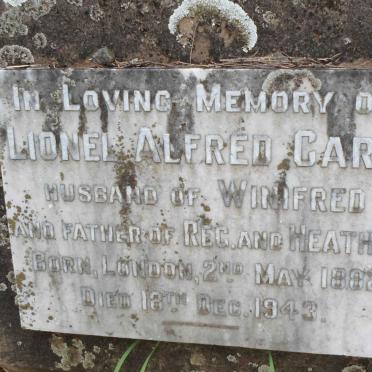 IN LOVING MEMORY O
LIONEL ALFRED CAR
HUSBAND OF WINIFRED
AND FATHER OF REG. AND HEATH
BORN, LONDON, 2ND MAY 188
DIED 18TH DEC. 1943.